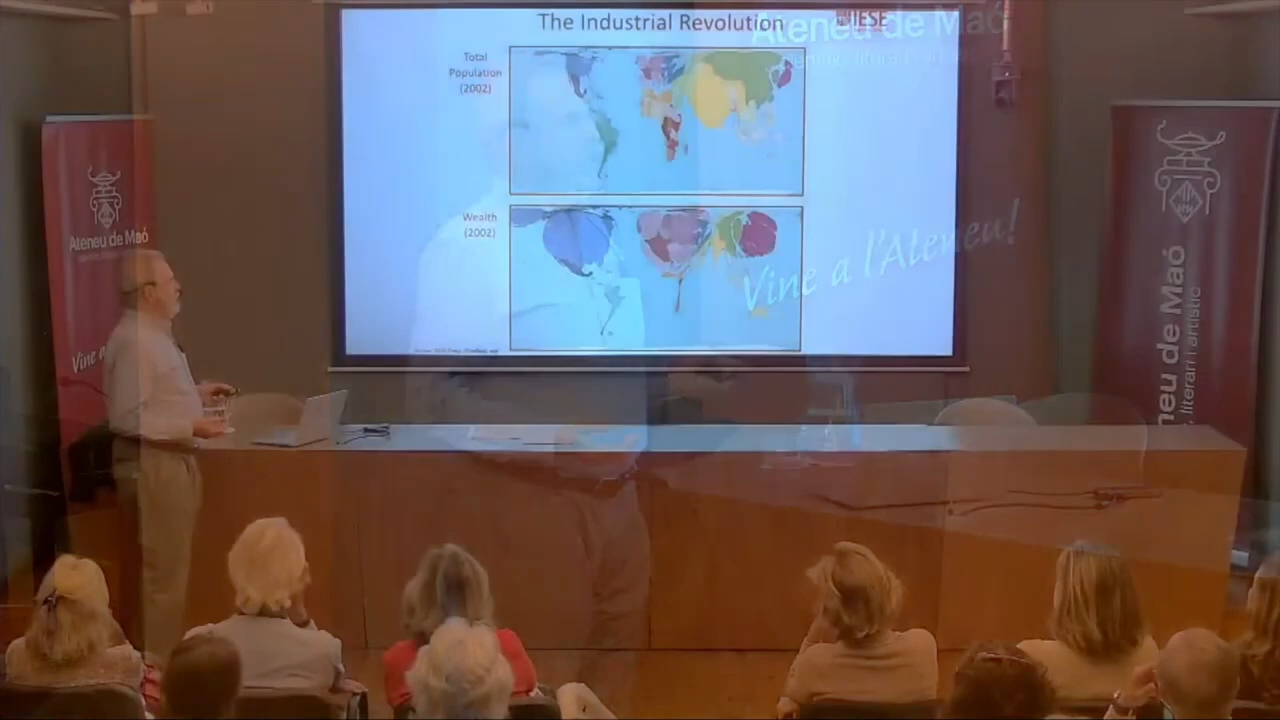 The Industrial Revolution
IESE
Ateneu de Maó
Total
Population
(2002)
Wealth
(2002)
Vine a l'Ateneu!
Ateneu de Maó
Vine a
neu de Maó
literari i artístic